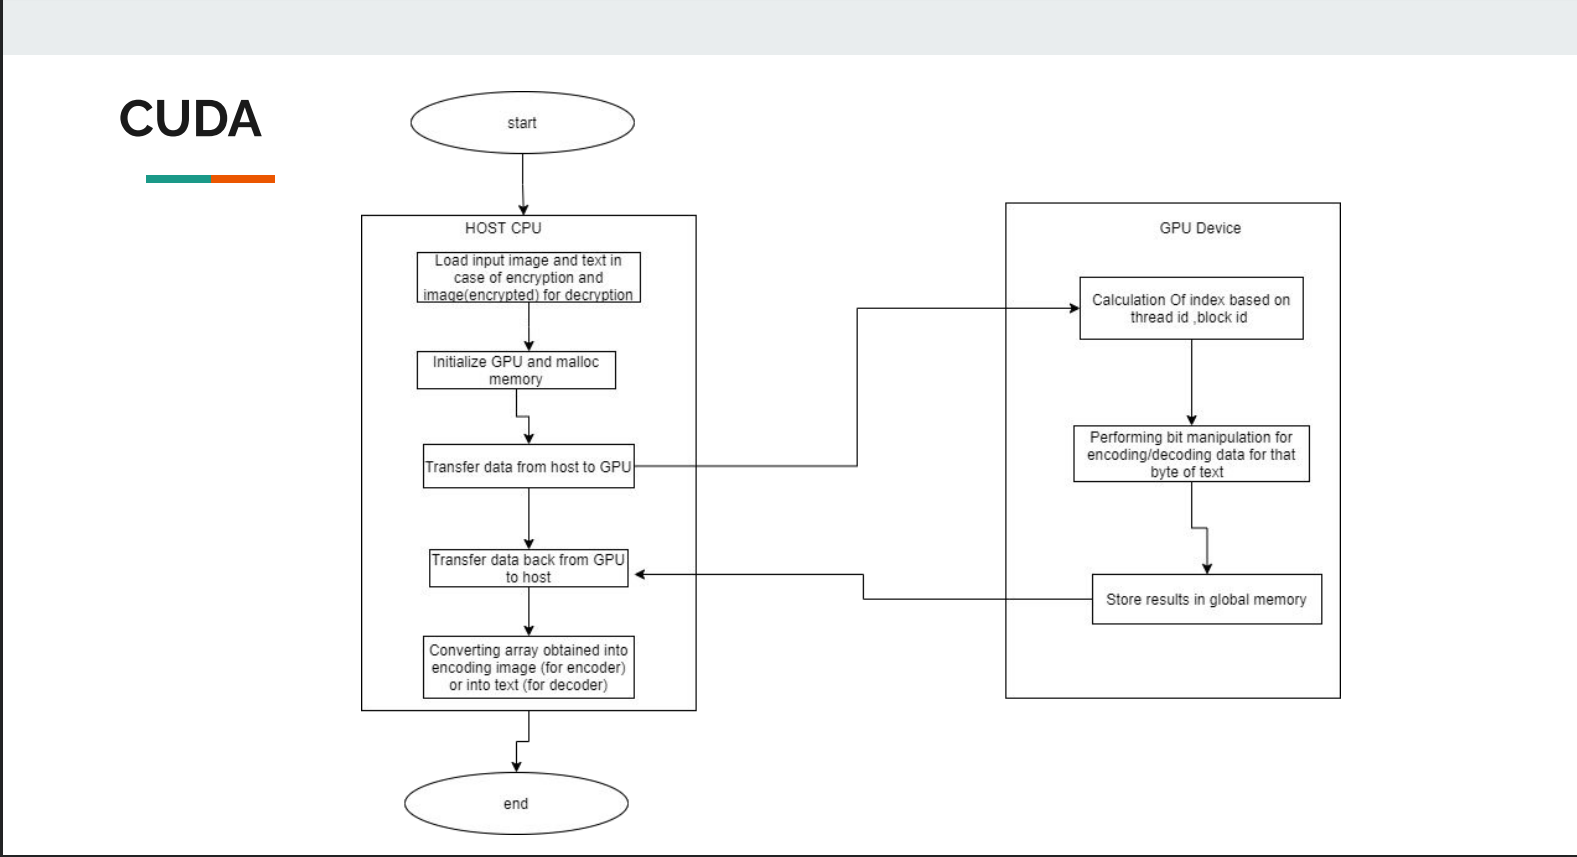 CUDA
start
HOST CPU
Load input image and text in
case of encryption and
image(encrypted) for decryption
Initialize GPU and malloc
memory
Transfer data from host to GPU
Transfer data back from GPU
to host
Converting array obtained into
encoding image (for encoder)
or into text (for decoder)
end
GPU Device
Calculation Of index based on
thread id ,block id
Performing bit manipulation for
encoding/decoding data for that
byte of text
Store results in global memory